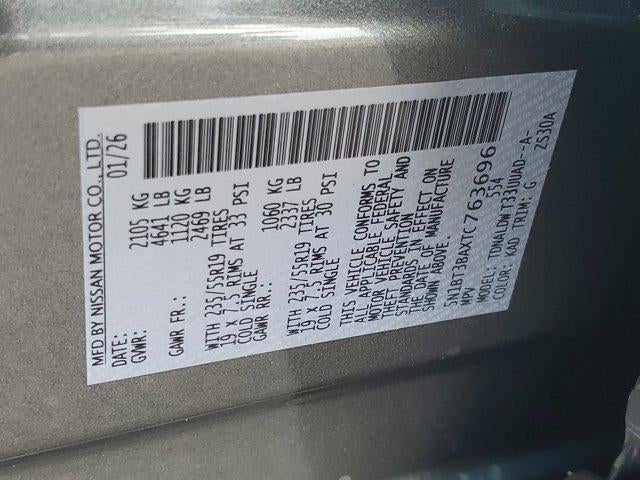 MFD BY NISSAN MOTOR CO., LTD.
DATE: 01/26
GVWR: 2105 KG
4641 LB
GAWR FR: 1120 KG
2469 LB
WITH 235/55R19 TIRES
19 X 7.5 RIMS AT 33 PSI
COLD SINGLE
GAWR RR: 1060 KG
2337 LB
WITH 235/55R19 TIRES
19 X 7.5 RIMS AT 30 PSI
COLD SINGLE
THIS VEHICLE CONFORMS TO
ALL APPLICABLE FEDERAL
MOTOR VEHICLE SAFETY AND
THEFT PREVENTION
STANDARDS IN EFFECT ON
THE DATE OF MANUFACTURE
SHOWN ABOVE.
5N1BT3BAXTC763696
MPV 554
MODEL: TDNALDWT33UUAD--A-
COLOR: KAD TRIM: G ZS30A